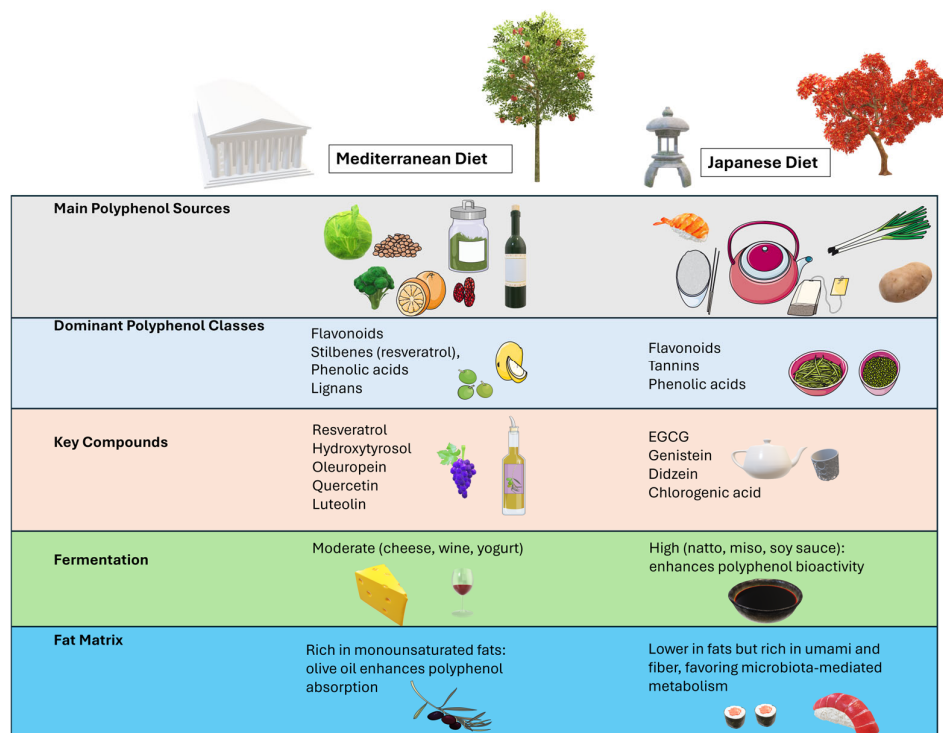 Mediterranean Diet
Japanese Diet
Main Polyphenol Sources
Dominant Polyphenol Classes
Flavonoids
Stilbenes (resveratrol),
Phenolic acids
Lignans
Flavonoids
Tannins
Phenolic acids
Key Compounds
Resveratrol
Hydroxytyrosol
Oleuropein
Quercetin
Luteolin
EGCG
Genistein
Didzein
Chlorogenic acid
Fermentation
Moderate (cheese, wine, yogurt)
High (natto, miso, soy sauce):
enhances polyphenol bioactivity
Fat Matrix
Rich in monounsaturated fats:
olive oil enhances polyphenol
absorption
Lower in fats but rich in umami and
fiber, favoring microbiota-mediated
metabolism